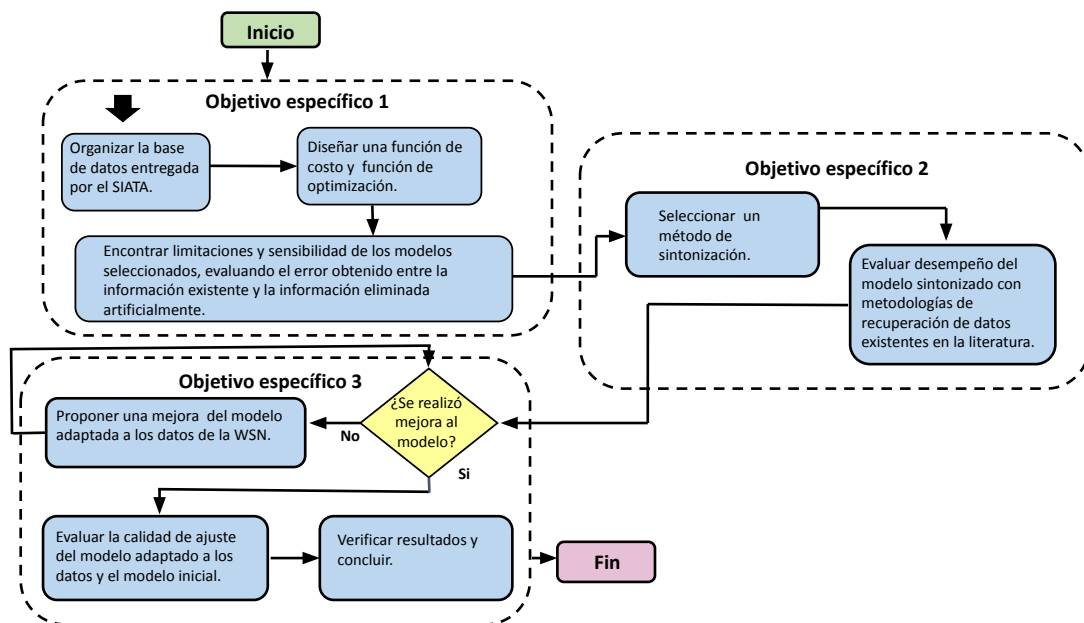 Inicio
Objetivo específico 1
Organizar la base
de datos entregada
por el SIATA.
Diseñar una función de
costo y función de
optimización.
Encontrar limitaciones y sensibilidad de los modelos
seleccionados, evaluando el error obtenido entre la
información existente y la información eliminada
artificialmente.
Objetivo específico 2
Seleccionar un
método de
sintonización.
Evaluar desempeño del
modelo sintonizado con
metodologías de
recuperación de datos
existentes en la literatura.
Objetivo específico 3
¿Se realizó
mejora al
modelo?
No
Si
Proponer una mejora del modelo
adaptada a los datos de la WSN.
Evaluar la calidad de ajuste
del modelo adaptado a los
datos y el modelo inicial.
Verificar resultados y
concluir.
Fin